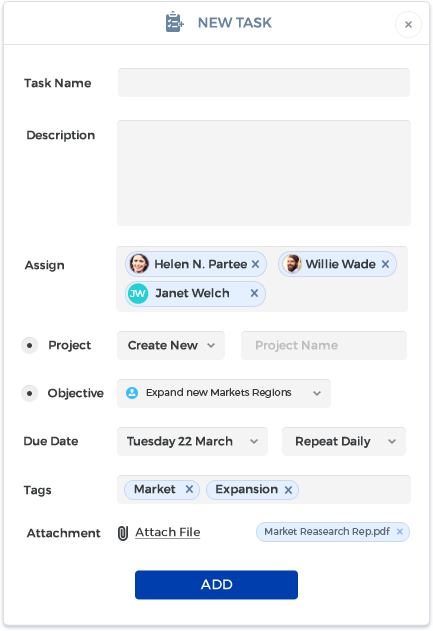 NEW TASK
Task Name
Description
Assign
Helen N. Partee
Willie Wade
JW Janet Welch
Project
Create New
Project Name
Objective
Expand new Markets Regions
Due Date
Tuesday 22 March
Repeat Daily
Tags
Market
Expansion
Attachment
Attach File
Market Reasearch Rep.pdf
ADD